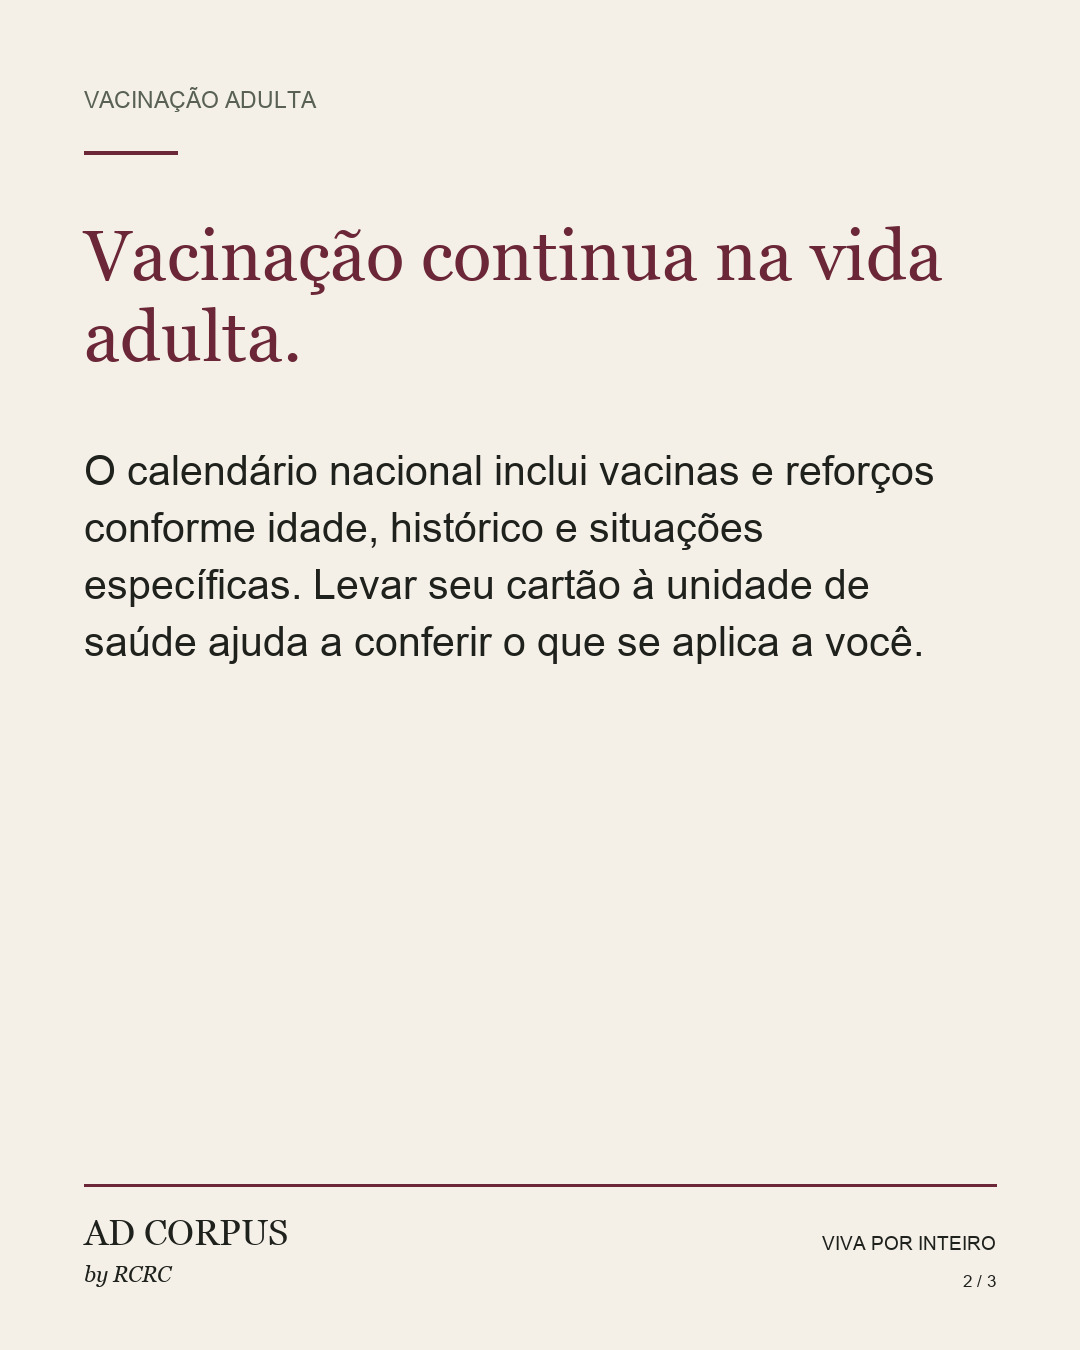 VACINAÇÃO ADULTA
Vacinação continua na vida
adulta.
O calendário nacional inclui vacinas e reforços
conforme idade, histórico e situações
específicas. Levar seu cartão à unidade de
saúde ajuda a conferir o que se aplica a você.
AD CORPUS
by RCRC
VIVA POR INTEIRO
2 / 3